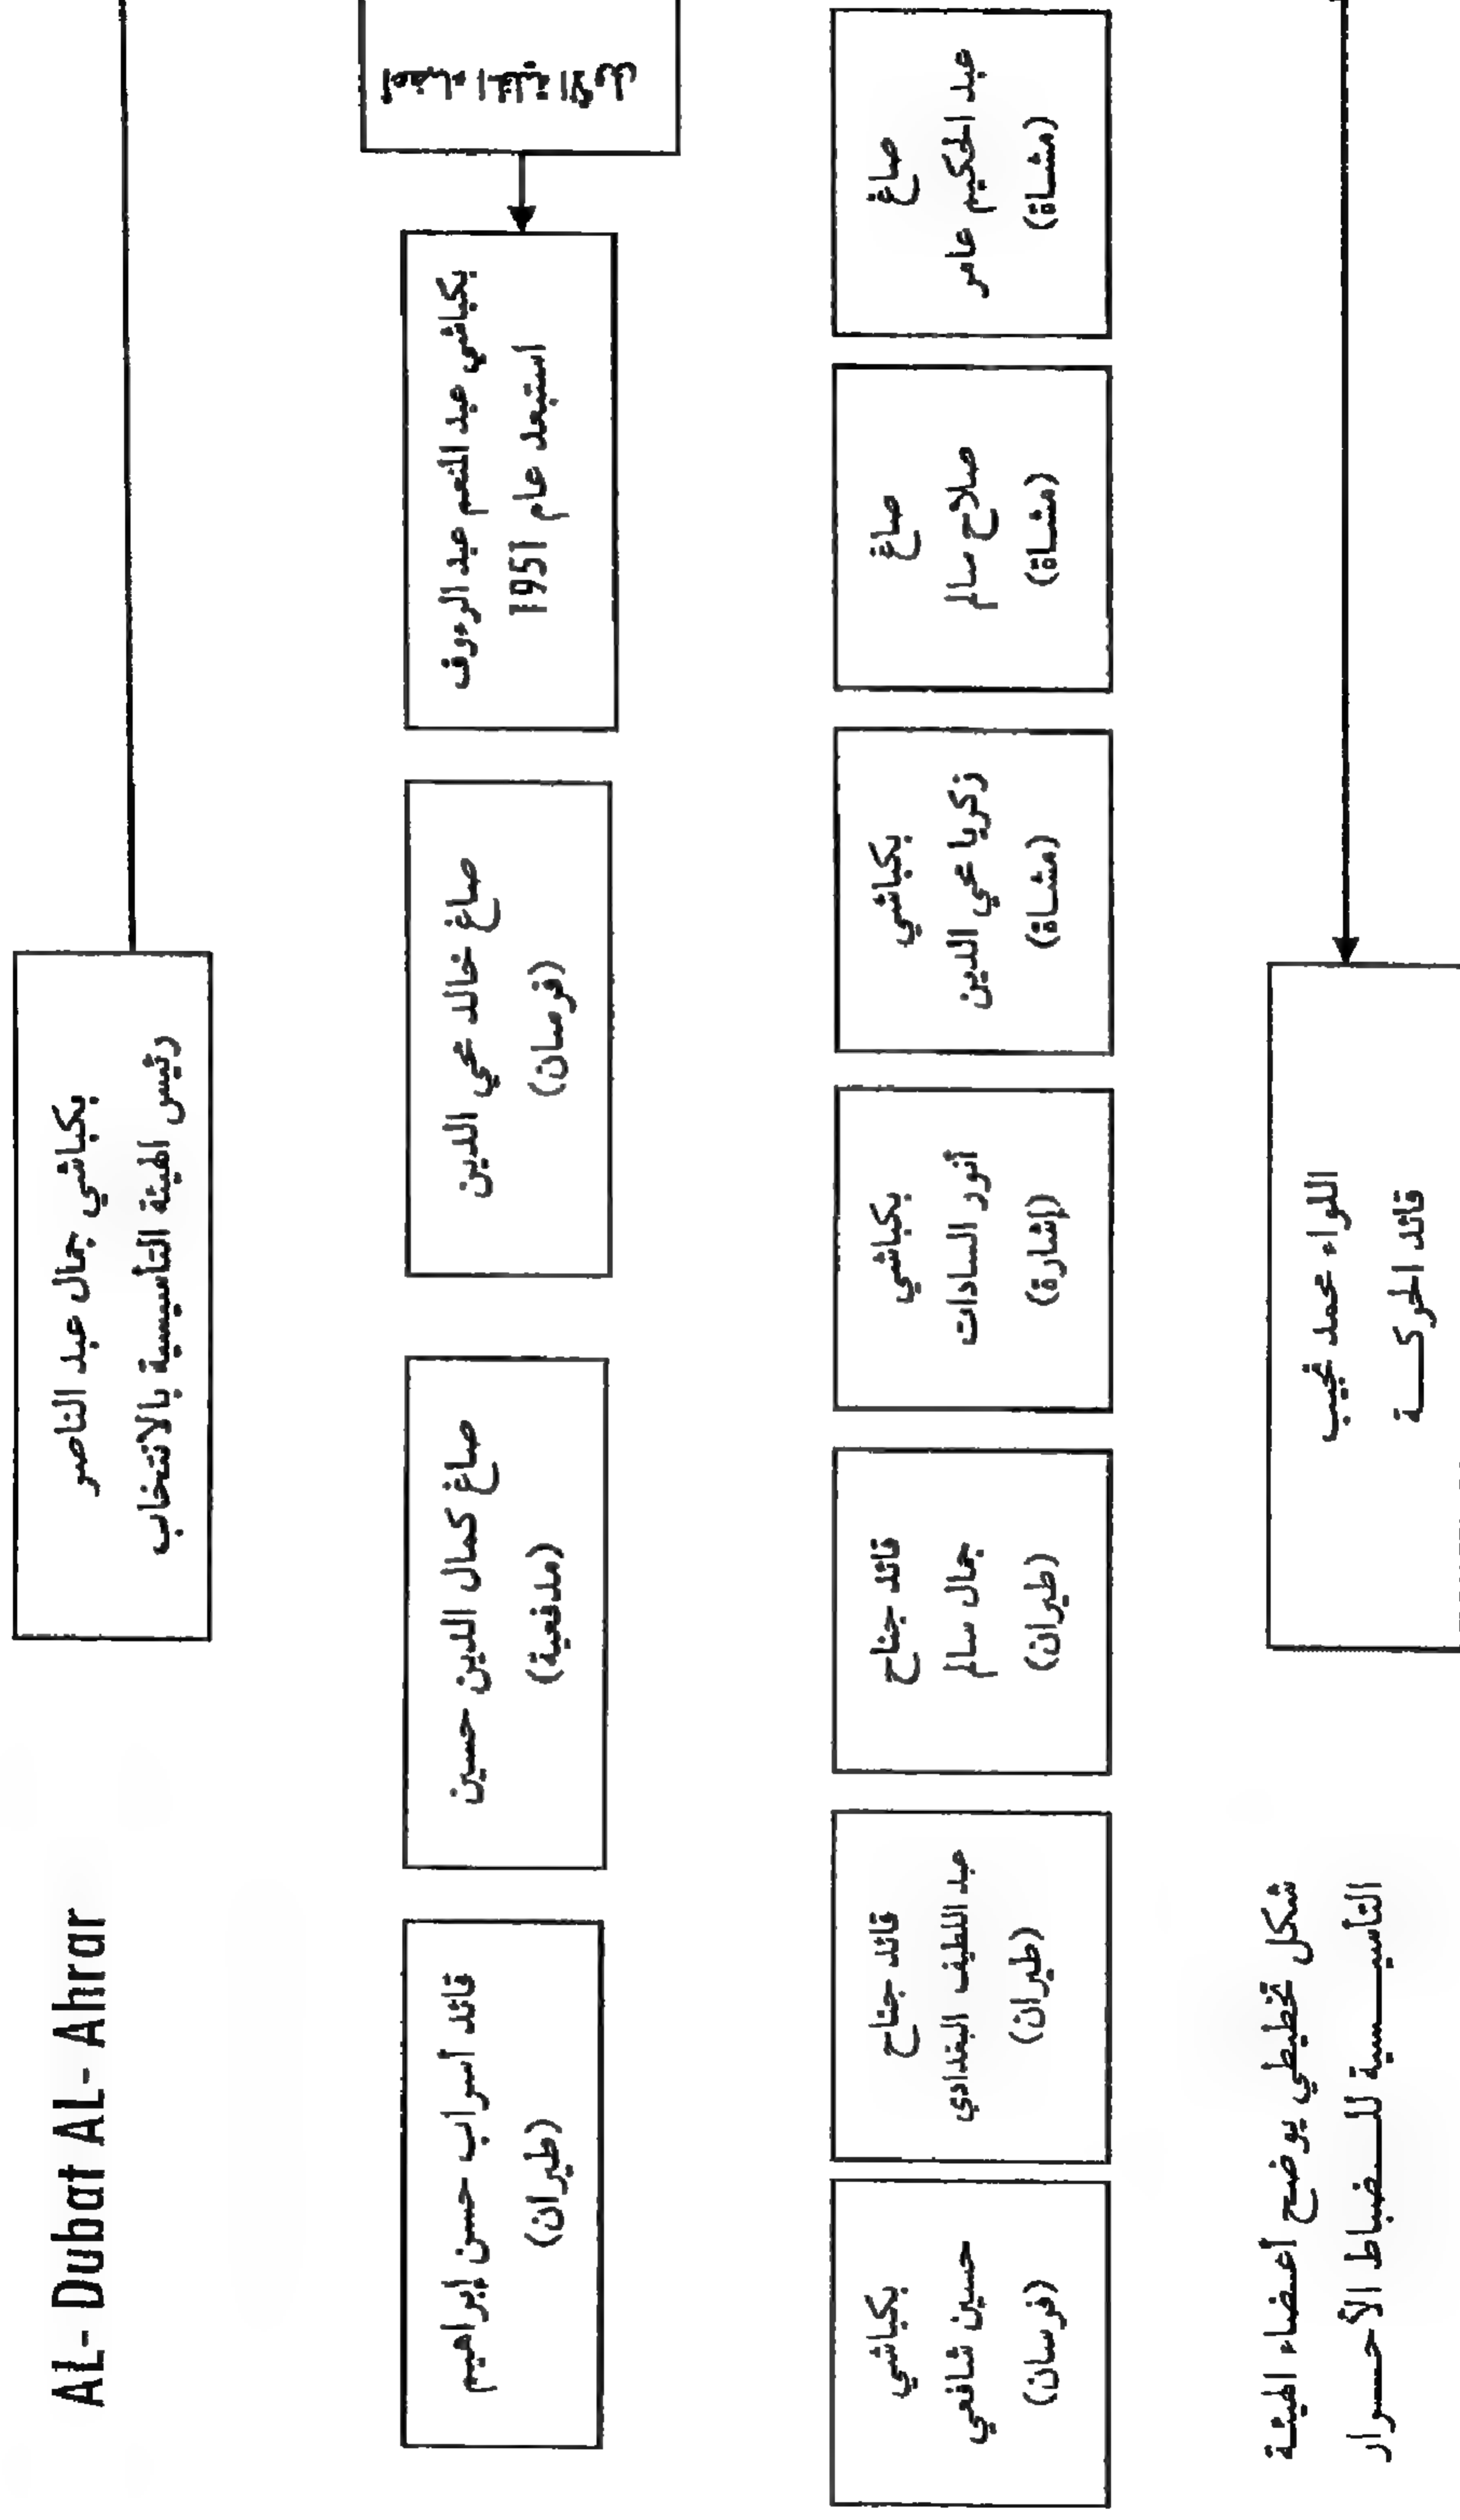 AL- Dubat AL- Ahrar
بكباشي جمال عبد الناصر
رئيس الهيئة التأسيسية بالانتخاب
بكباشي عبد المنعم عبد الرءوف
استبعد عام 1951
صاغ خالد محي الدين
(فرسان)
صاغ كمال الدين حسين
(مدفعية)
قائد أسراب حسن ابراهيم
(طيران)
صاغ
عبد الحكيم عامر
(مشاة)
صاغ
صلاح سالم
(مشاة)
بكباشي
زكريا محي الدين
(مشاة)
بكباشي
أنور السادات
(إشارة)
قائد جناح
جمال سالم
(طيران)
قائد جناح
عبد اللطيف البغدادي
(طيران)
بكباشي
حسين شافعي
(فرسان)
اللواء محمد نجيب
قائد الحركة
شكل تخطيطي يوضح أعضاء الهيئة
التأسيسية للضباط الأحرار